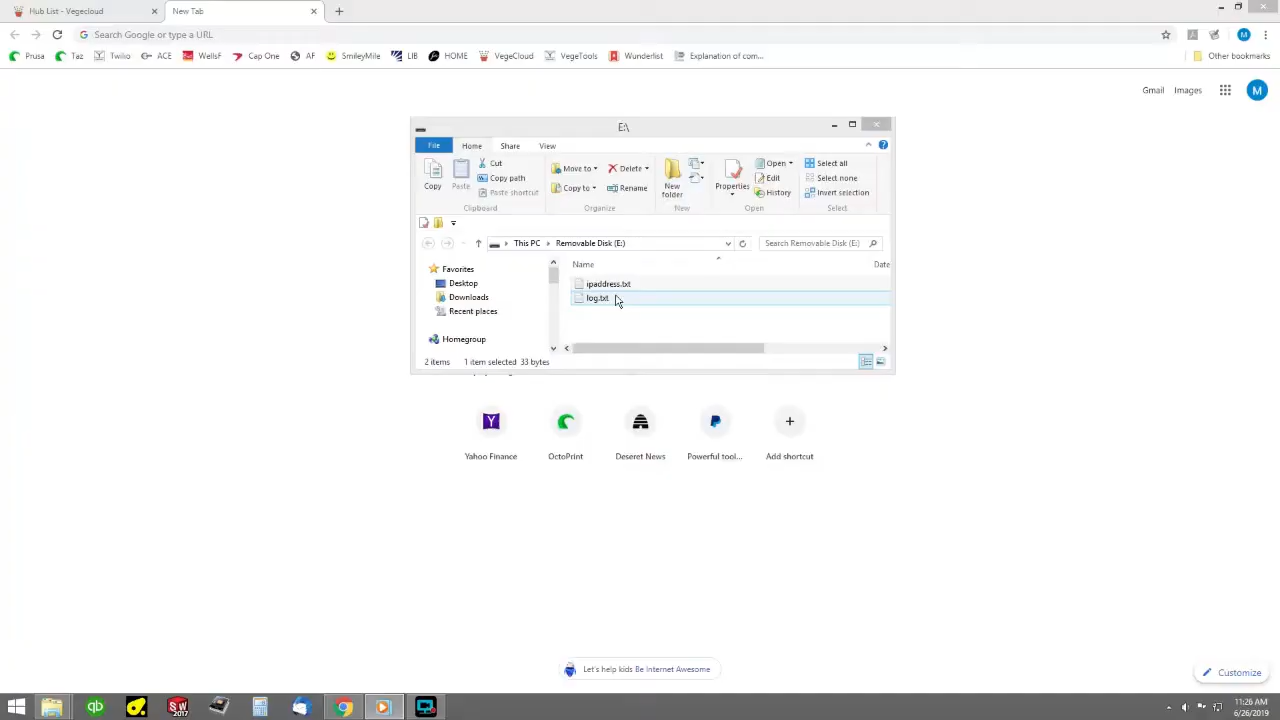 Hub List - Vegecloud
New Tab
Search Google or type a URL
Prusa Taz Twilio ACE WellsF Cap One AF SmileyMile LIB HOME VegeCloud VegeTools Wunderlist Explanation of com... Other bookmarks
M
Gmail Images M
E:\
File Home Share View
Copy Paste Cut Copy path Paste shortcut
Move to Copy to Delete Rename
New folder
Properties Open Edit History
Select all Select none Invert selection
Clipboard Organize New Open Select
This PC Removable Disk (E:) Search Removable Disk (E:)
Favorites
Desktop
Downloads
Recent places
Homegroup
Name Date
ipaddress.txt
log.txt
2 items 1 item selected 33 bytes
Yahoo Finance OctoPrint Deseret News Powerful tool... Add shortcut
Let's help kids Be Internet Awesome
Customize
qb
SW
2017
11:26 AM
6/26/2019